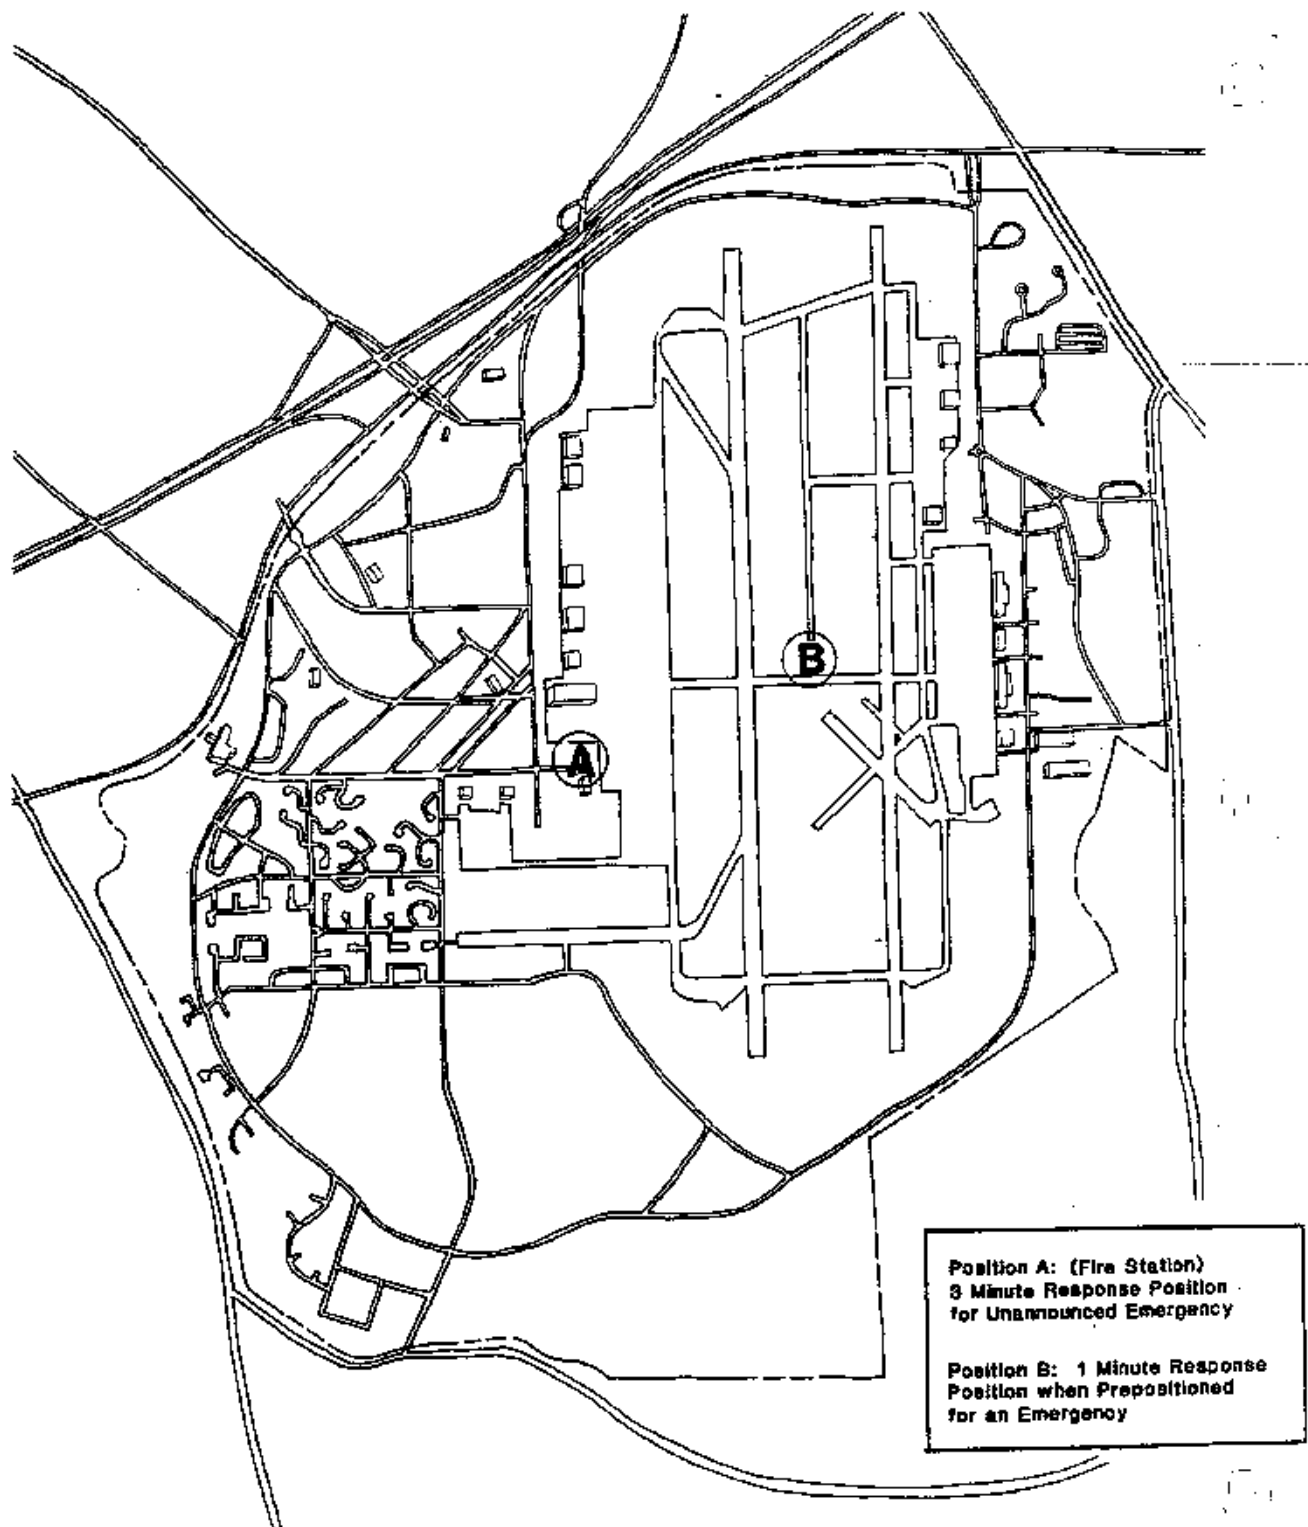 B
A
Position A: (Fire Station)
3 Minute Response Position
for Unannounced Emergency
Position B: 1 Minute Response
Position when Prepositioned
for an Emergency